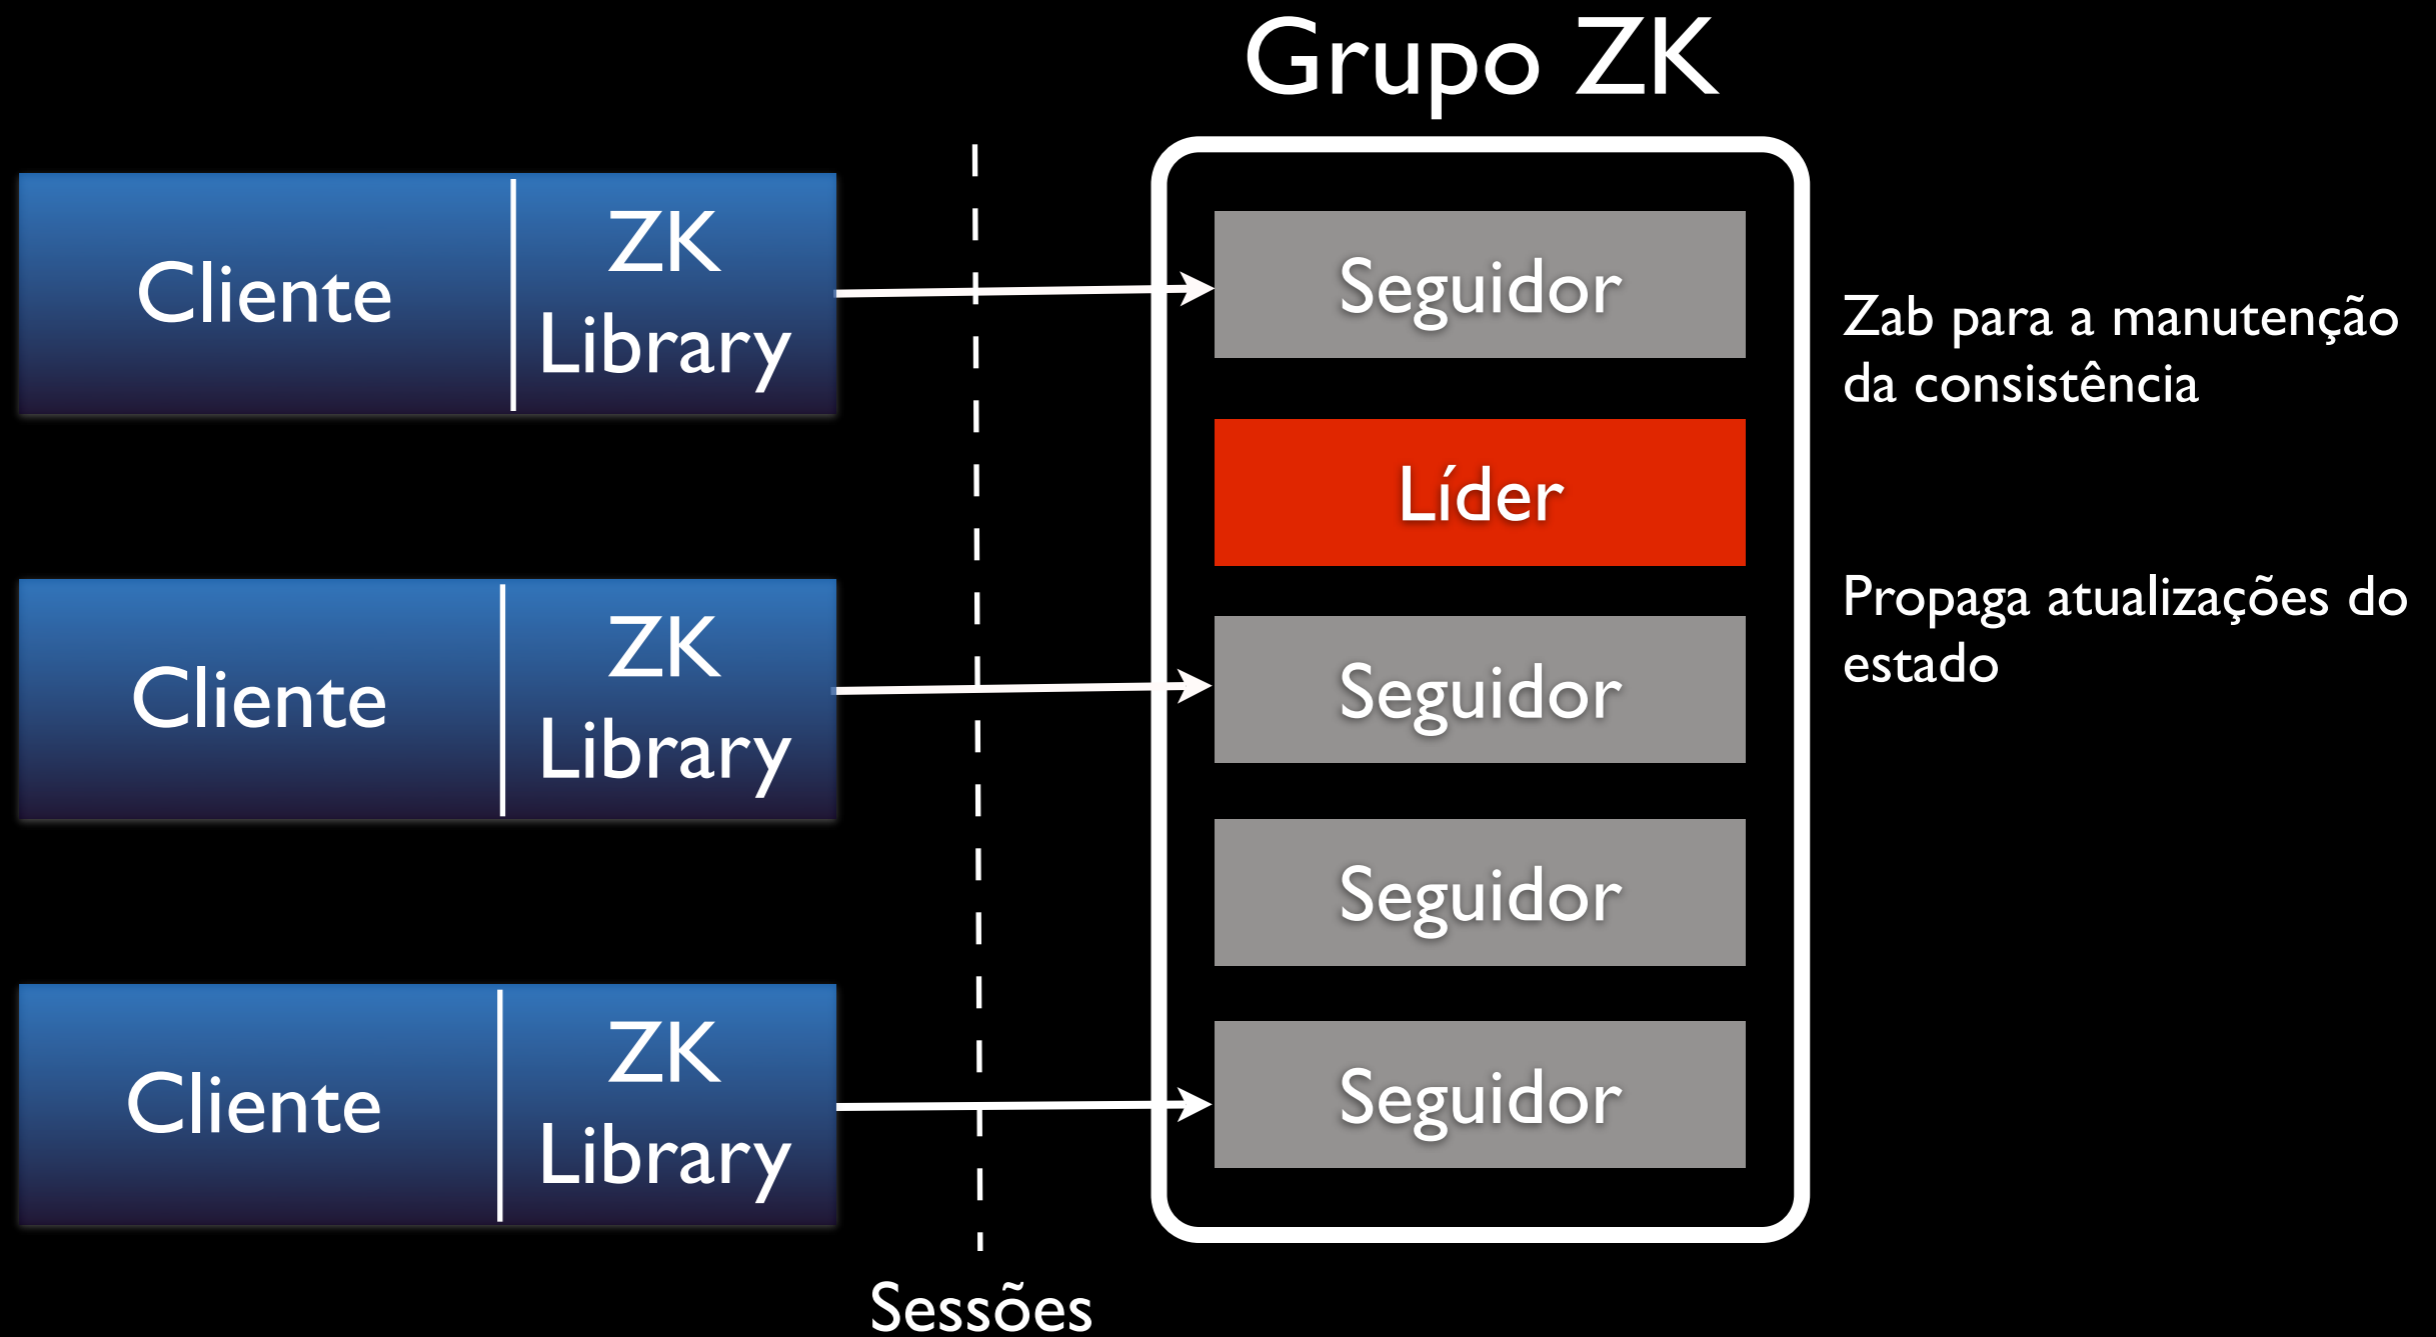 Grupo ZK
Cliente
ZK
Library
Seguidor
Zab para a manutenção
da consistência
Líder
Cliente
ZK
Library
Seguidor
Propaga atualizações do
estado
Seguidor
Cliente
ZK
Library
Seguidor
Sessões